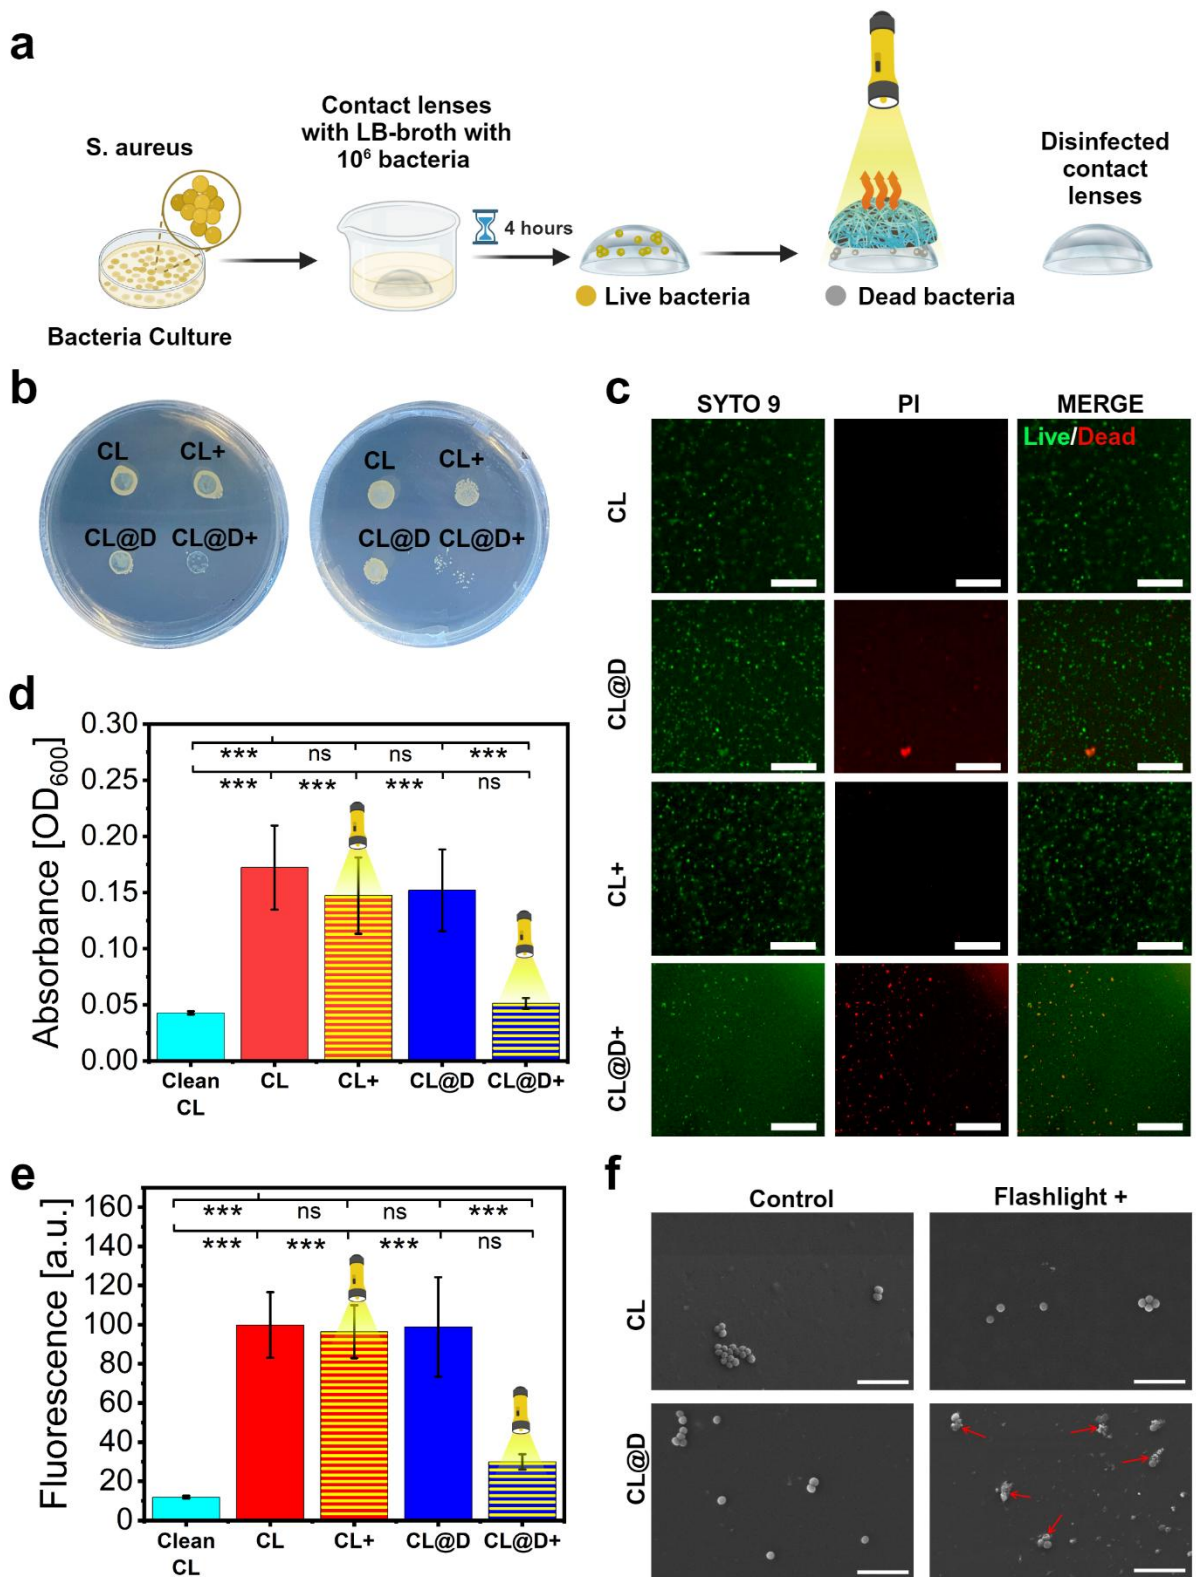 a
S. aureus
Bacteria Culture
Contact lenses
with LB-broth with
10⁶ bacteria
4 hours
Live bacteria
Dead bacteria
Disinfected
contact
lenses
b
CL CL+
CL@D CL@D+
CL CL+
CL@D CL@D+
c
SYTO 9 PI MERGE
Live/Dead
CL
CL@D
CL+
CL@D+
d
Absorbance [OD₆₀₀]
0.30
0.25
0.20
0.15
0.10
0.05
0.00
*** ns ns ***
*** *** *** ns
Clean CL CL+ CL@D CL@D+
CL
e
Fluorescence [a.u.]
160
140
120
100
80
60
40
20
0
*** ns ns ***
*** *** *** ns
Clean CL CL+ CL@D CL@D+
CL
f
Control Flashlight +
CL
CL@D